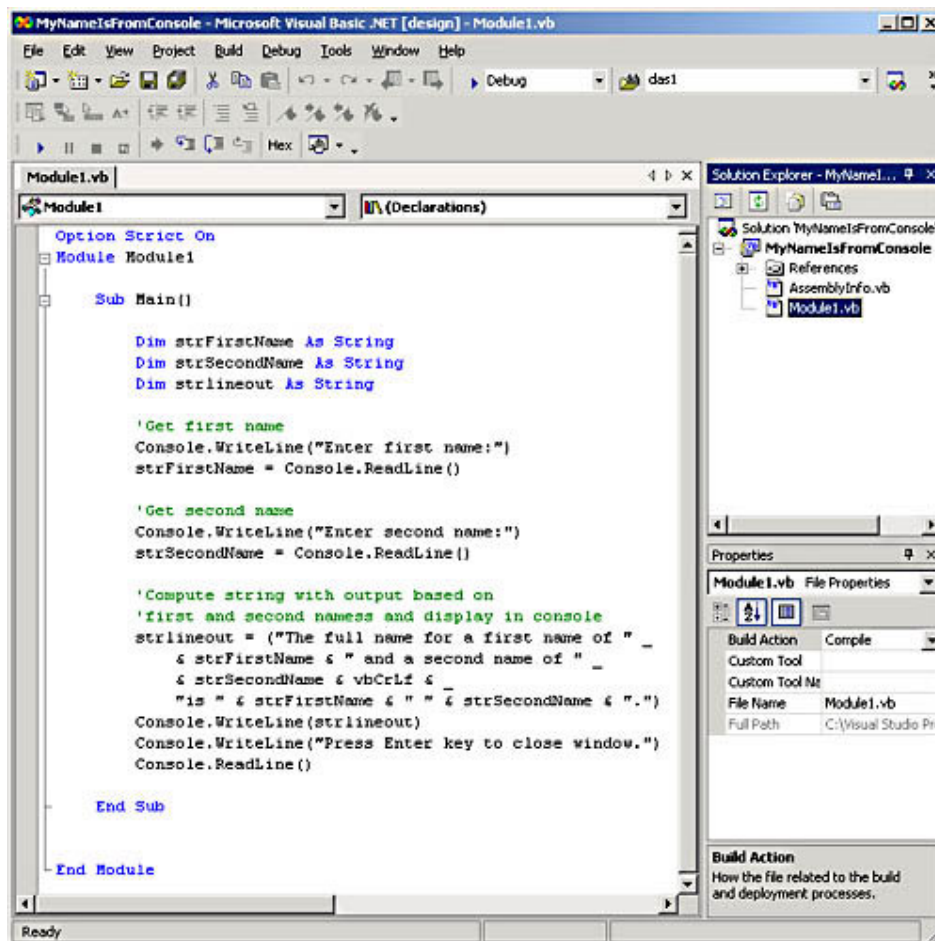 MyNameIsFromConsole - Microsoft Visual Basic .NET [design] - Module1.vb
File Edit View Project Build Debug Tools Window Help
Debug das1
Hex
Module1.vb
Module1 (Declarations)
Option Strict On
Module Module1
Sub Main()
Dim strFirstName As String
Dim strSecondName As String
Dim strlineout As String
'Get first name
Console.WriteLine("Enter first name:")
strFirstName = Console.ReadLine()
'Get second name
Console.WriteLine("Enter second name:")
strSecondName = Console.ReadLine()
'Compute string with output based on
'first and second namess and display in console
strlineout = ("The full name for a first name of " _
& strFirstName & " and a second name of " _
& strSecondName & vbCrLf & _
"is " & strFirstName & " " & strSecondName & ".")
Console.WriteLine(strlineout)
Console.WriteLine("Press Enter key to close window.")
Console.ReadLine()
End Sub
End Module
Solution Explorer - MyNameI...
Solution 'MyNameIsFromConsole'
MyNameIsFromConsole
References
AssemblyInfo.vb
Module1.vb
Properties
Module1.vb File Properties
Build Action Compile
Custom Tool
Custom Tool Na
File Name Module1.vb
Full Path C:\Visual Studio Pr
Build Action
How the file related to the build
and deployment processes.
Ready